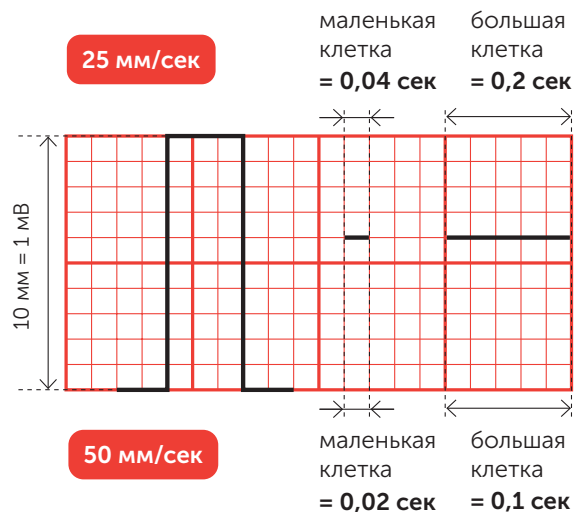 25 мм/сек
маленькая
клетка
= 0,04 сек
большая
клетка
= 0,2 сек
10 мм = 1 мВ
50 мм/сек
маленькая
клетка
= 0,02 сек
большая
клетка
= 0,1 сек